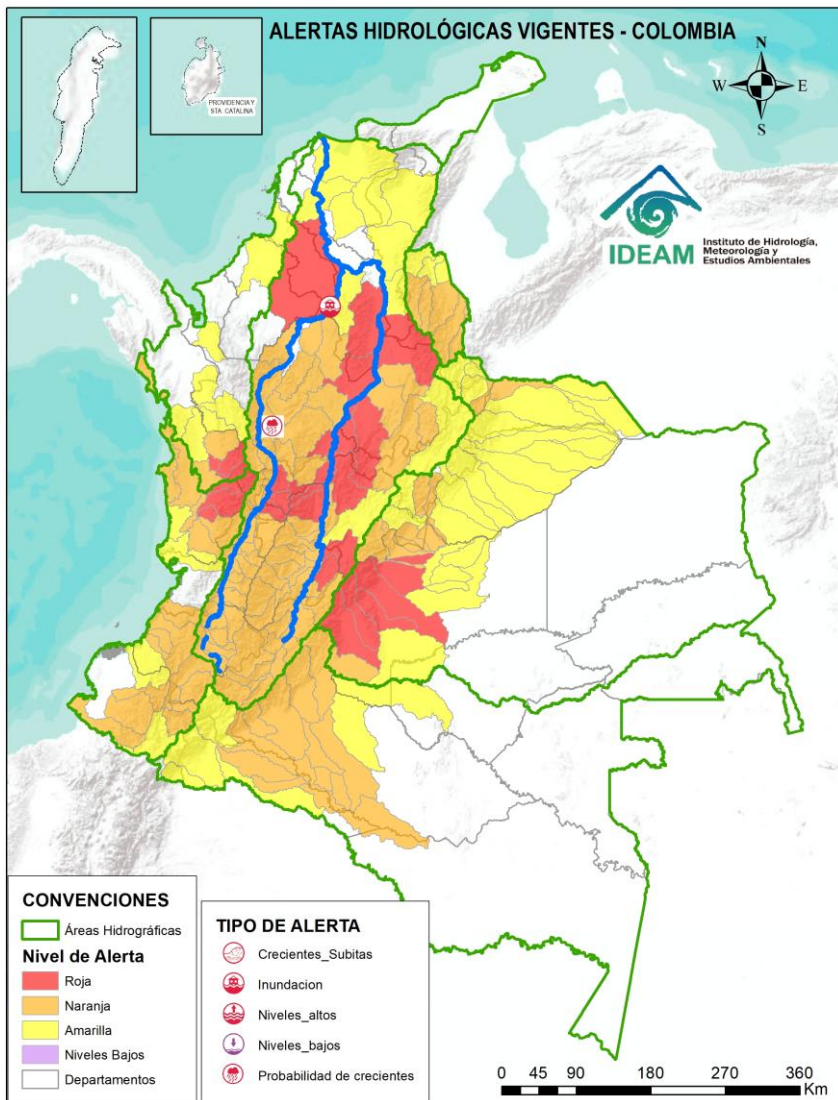 ALERTAS HIDROLÓGICAS VIGENTES - COLOMBIA
PROVIDENCIA Y
STA. CATALINA
N
W
E
S
IDEAM
Instituto de Hidrología,
Meteorología y
Estudios Ambientales
CONVENCIONES
Áreas Hidrográficas
Nivel de Alerta
Roja
Naranja
Amarilla
Niveles Bajos
Departamentos
TIPO DE ALERTA
Crecientes_Subitas
Inundacion
Niveles_altos
Niveles_bajos
Probabilidad de crecientes
0 45 90 180 270 360
Km